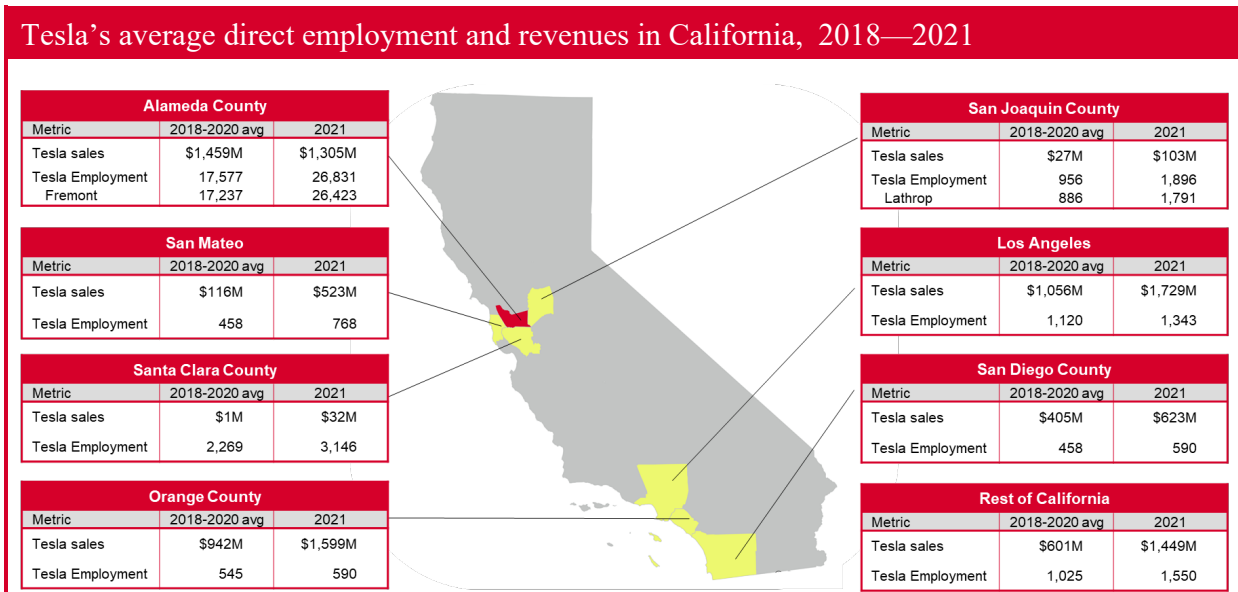 Tesla's average direct employment and revenues in California, 2018—2021
Alameda County
Metric 2018-2020 avg 2021
Tesla sales $1,459M $1,305M
Tesla Employment 17,577 26,831
Fremont 17,237 26,423
San Mateo
Metric 2018-2020 avg 2021
Tesla sales $116M $523M
Tesla Employment 458 768
Santa Clara County
Metric 2018-2020 avg 2021
Tesla sales $1M $32M
Tesla Employment 2,269 3,146
Orange County
Metric 2018-2020 avg 2021
Tesla sales $942M $1,599M
Tesla Employment 545 590
San Joaquin County
Metric 2018-2020 avg 2021
Tesla sales $27M $103M
Tesla Employment 956 1,896
Lathrop 886 1,791
Los Angeles
Metric 2018-2020 avg 2021
Tesla sales $1,056M $1,729M
Tesla Employment 1,120 1,343
San Diego County
Metric 2018-2020 avg 2021
Tesla sales $405M $623M
Tesla Employment 458 590
Rest of California
Metric 2018-2020 avg 2021
Tesla sales $601M $1,449M
Tesla Employment 1,025 1,550